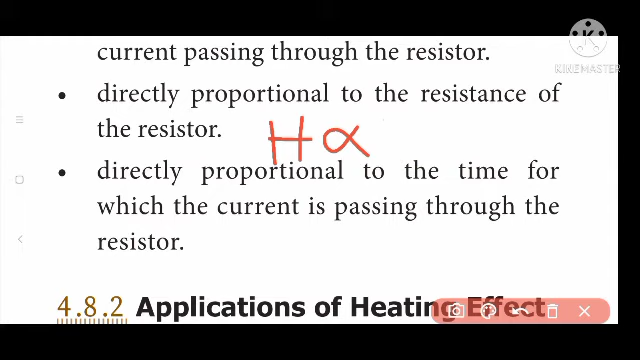 KINEMASTER
current passing through the resistor.
• directly proportional to the resistance of
the resistor.
H α
• directly proportional to the time for
which the current is passing through the
resistor.
4.8.2 Applications of Heating Effect